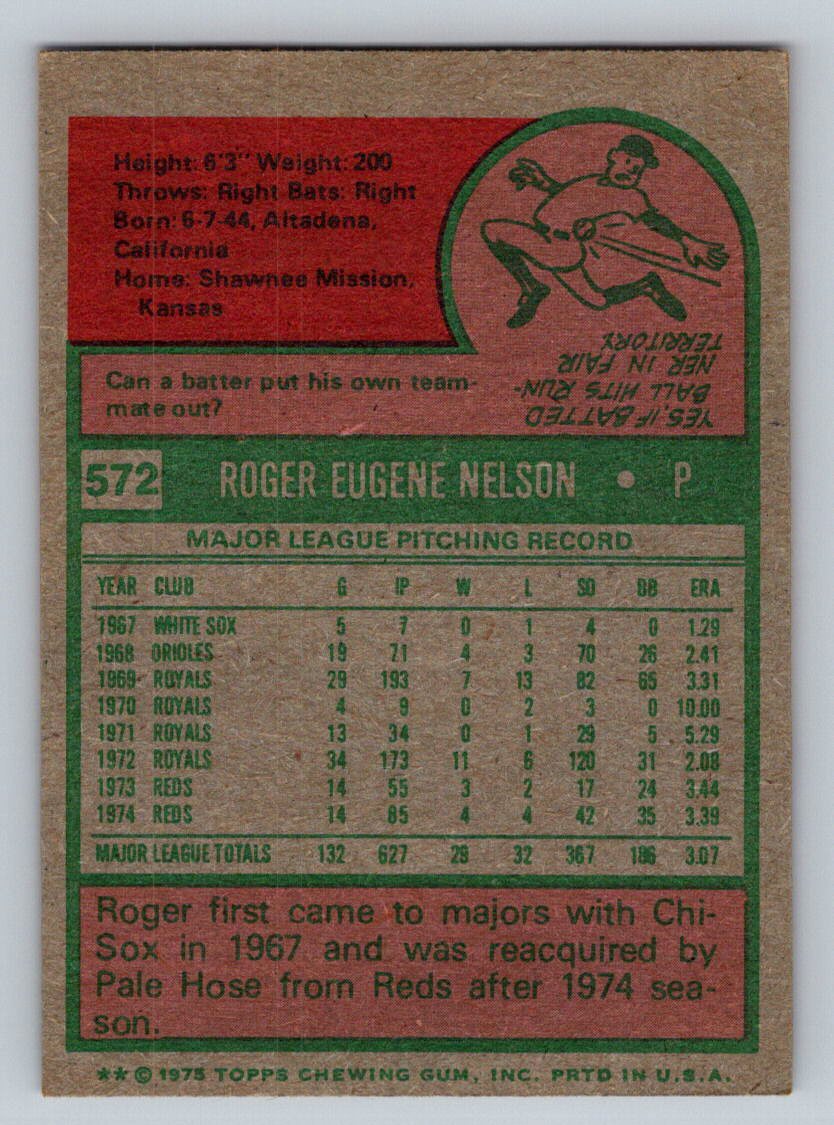 Height: 6'3" Weight: 200
Throws: Right Bats: Right
Born: 6-7-44, Altadena,
California
Home: Shawnee Mission,
Kansas
Can a batter put his own team-
mate out?
YES, IF BATTED
BALL HITS RUN-
NER IN FAIR
TERRITORY
572 ROGER EUGENE NELSON • P
MAJOR LEAGUE PITCHING RECORD
YEAR CLUB G IP W L SO BB ERA
1967 WHITE SOX 5 7 0 1 4 0 1.29
1968 ORIOLES 19 71 4 3 70 26 2.41
1969 ROYALS 29 193 7 13 82 65 3.31
1970 ROYALS 4 9 0 2 3 0 10.00
1971 ROYALS 13 34 0 1 29 5 5.29
1972 ROYALS 34 173 11 6 120 31 2.08
1973 REDS 14 55 3 2 17 24 3.44
1974 REDS 14 85 4 4 42 35 3.39
MAJOR LEAGUE TOTALS 132 627 29 32 367 186 3.07
Roger first came to majors with Chi-
Sox in 1967 and was reacquired by
Pale Hose from Reds after 1974 sea-
son.
** © 1975 TOPPS CHEWING GUM, INC. PRTD IN U.S.A.